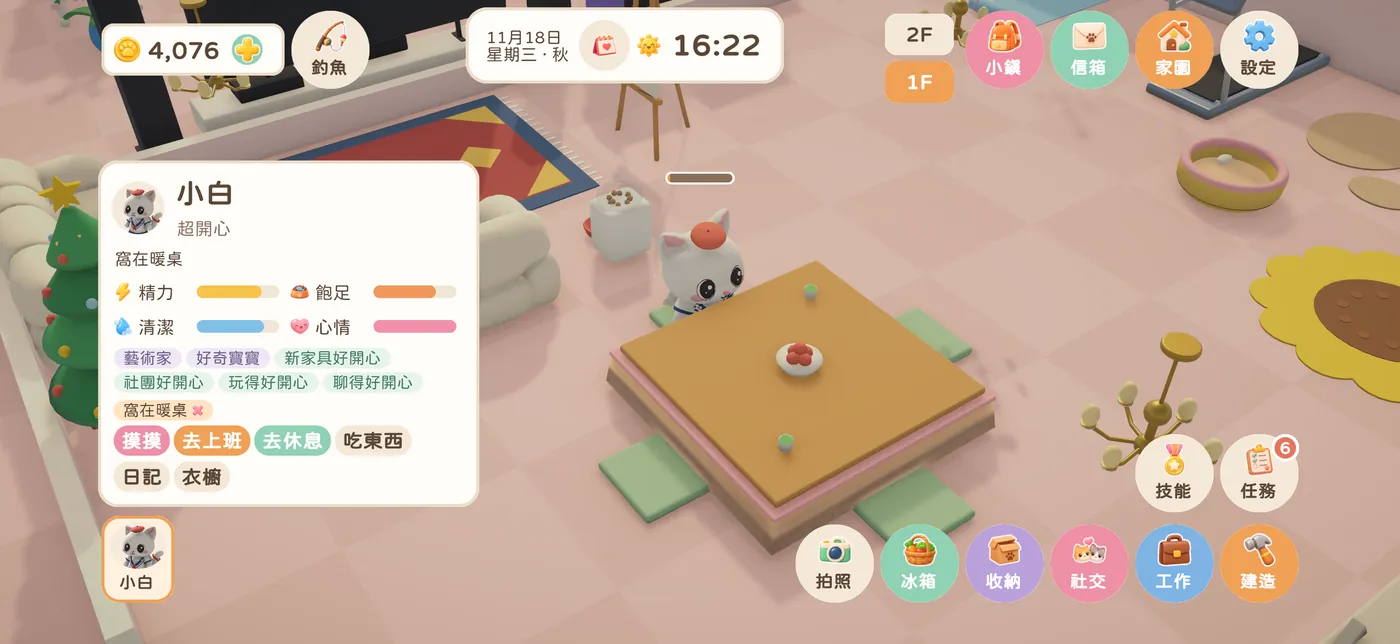 4,076
釣魚
11月18日
星期三·秋
16:22
2F
1F
小鎮
信箱
家園
設定
小白
超開心
窩在暖桌
精力
飽足
清潔
心情
藝術家
好奇寶寶
新家具好開心
社團好開心
玩得好開心
聊得好開心
窩在暖桌
摸摸
去上班
去休息
吃東西
日記
衣櫥
小白
技能
任務
6
拍照
冰箱
收納
社交
工作
建造